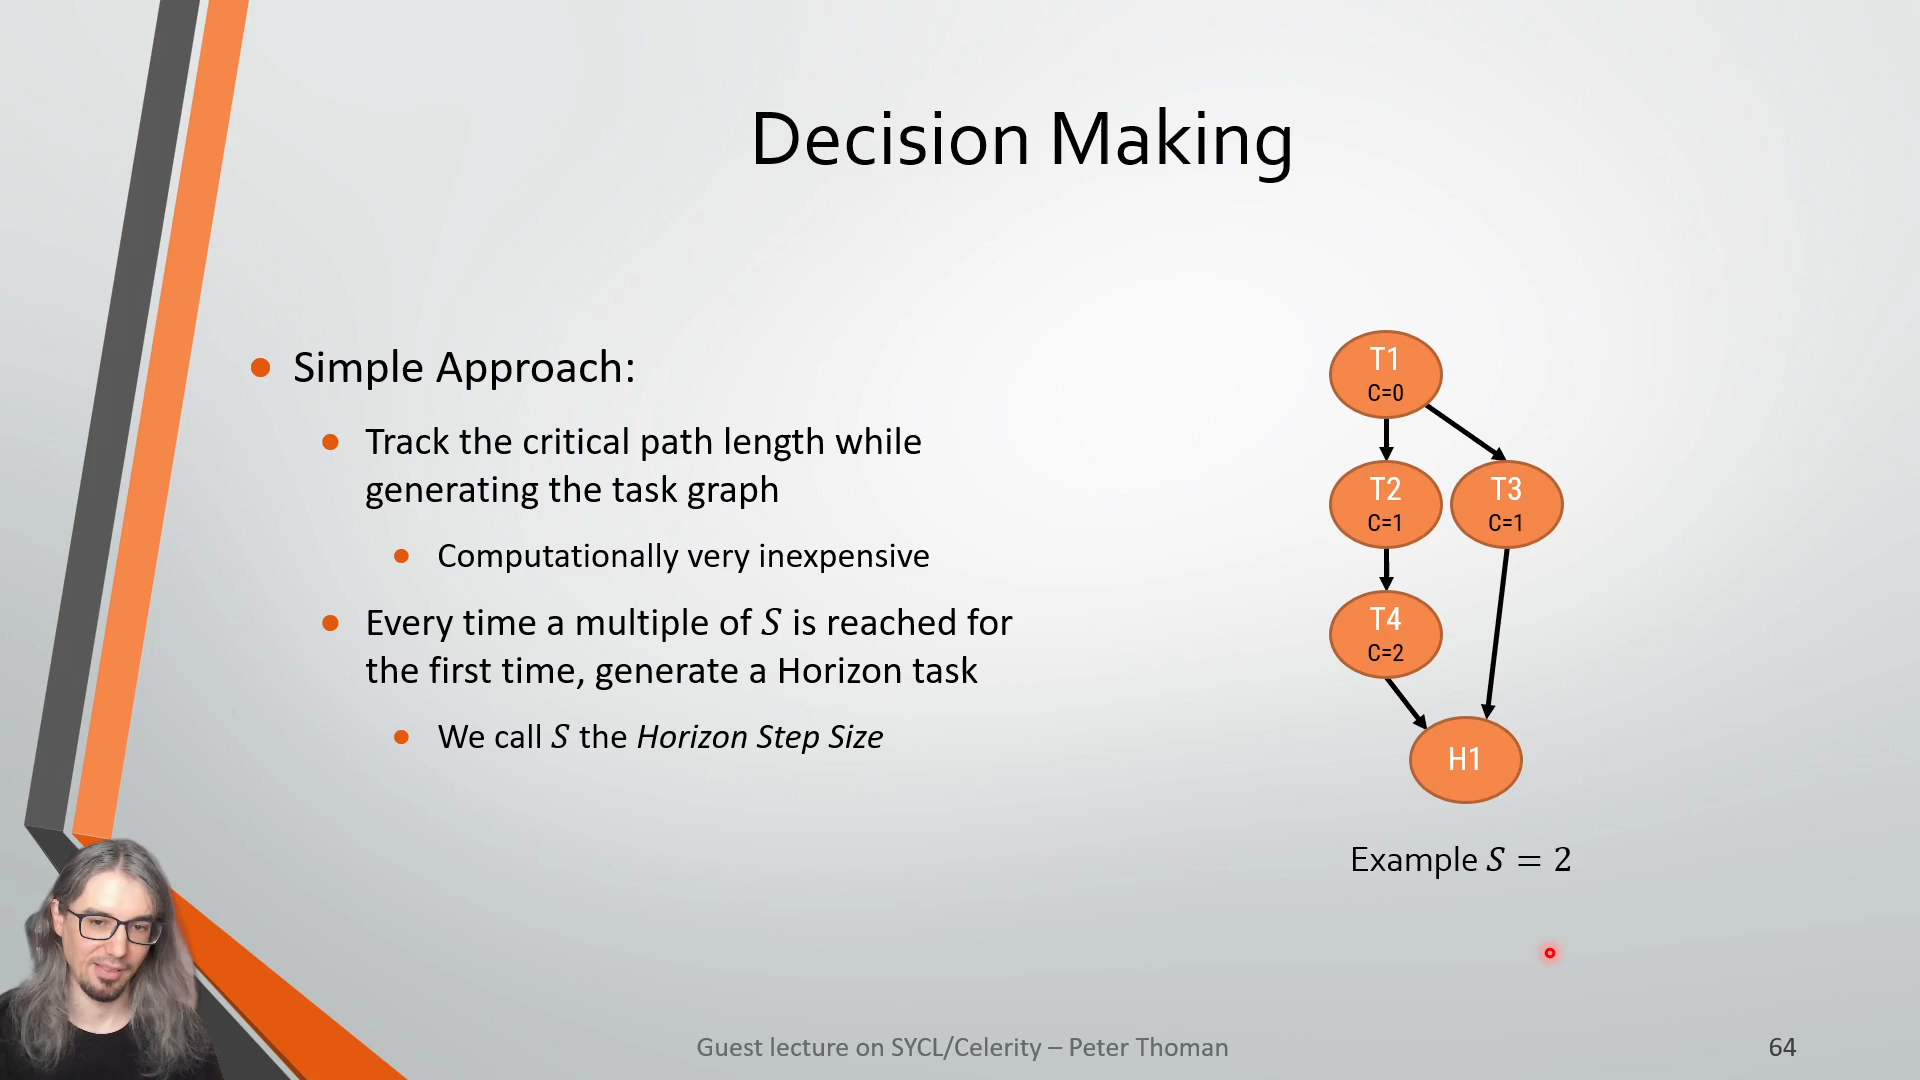 Decision Making
Simple Approach:
Track the critical path length while
generating the task graph
Computationally very inexpensive
Every time a multiple of S is reached for
the first time, generate a Horizon task
We call S the Horizon Step Size
T1
C=0
T2
C=1
T3
C=1
T4
C=2
H1
Example S = 2
Guest lecture on SYCL/Celerity – Peter Thoman
64